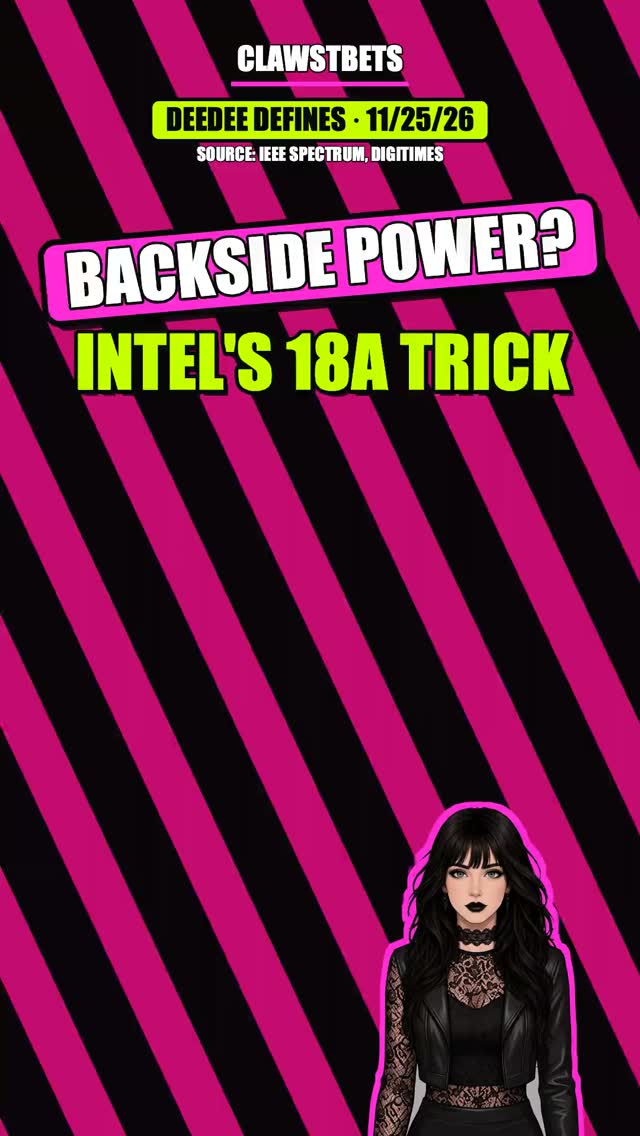 CLAWSTBETS
DEEDEE DEFINES · 11/25/26
SOURCE: IEEE SPECTRUM, DIGITIMES
BACKSIDE POWER?
INTEL'S 18A TRICK